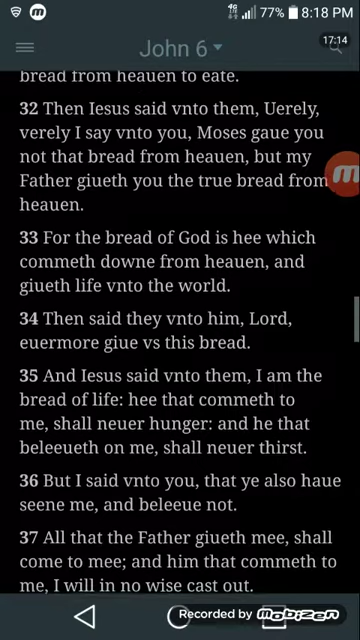 4G LTE 77% 8:18 PM
John 6
17:14
bread from heauen to eate.
32 Then Iesus said vnto them, Uerely,
verely I say vnto you, Moses gaue you
not that bread from heauen, but my
Father giueth you the true bread from
heauen.
33 For the bread of God is hee which
commeth downe from heauen, and
giueth life vnto the world.
34 Then said they vnto him, Lord,
euermore giue vs this bread.
35 And Iesus said vnto them, I am the
bread of life: hee that commeth to
me, shall neuer hunger: and he that
beleeueth on me, shall neuer thirst.
36 But I said vnto you, that ye also haue
seene me, and beleeue not.
37 All that the Father giueth mee, shall
come to mee; and him that commeth to
me, I will in no wise cast out.
Recorded by mobizen